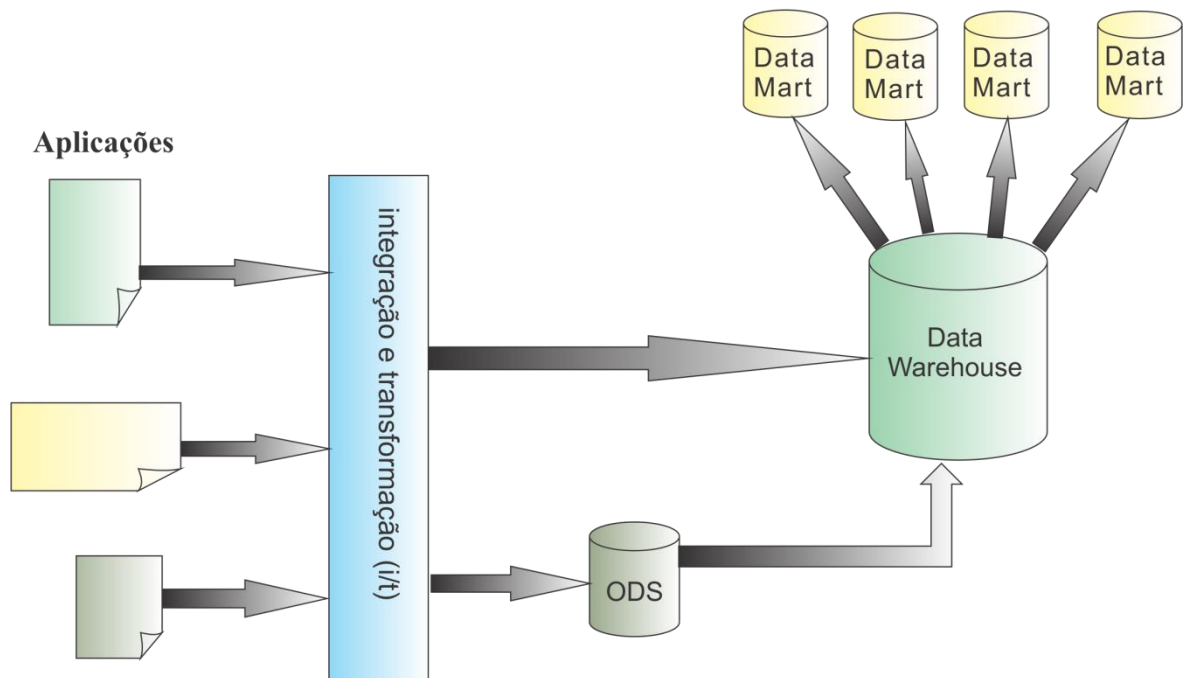 Data
Mart
Data
Mart
Data
Mart
Data
Mart
Aplicações
integração e transformação (i/t)
Data
Warehouse
ODS